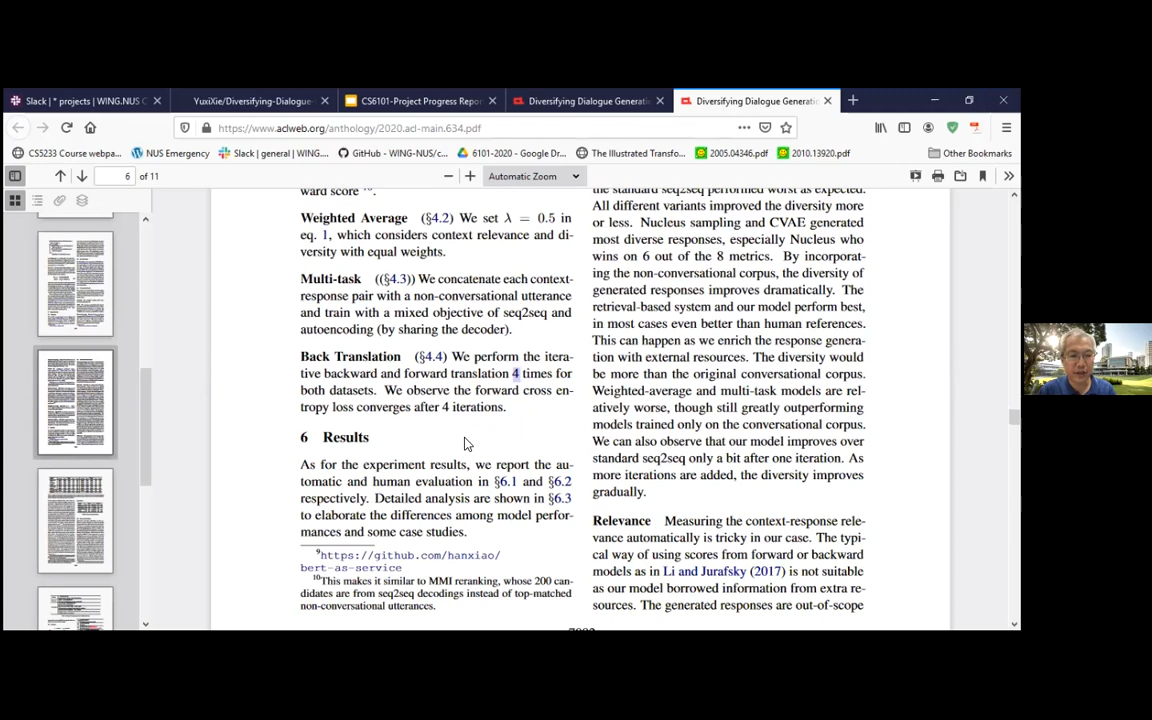 Slack | * projects | WING.NUS C
YuxiXie/Diversifying-Dialogue-
CS6101-Project Progress Repor
Diversifying Dialogue Generatio
Diversifying Dialogue Generatio
https://www.aclweb.org/anthology/2020.acl-main.634.pdf
CS5233 Course webpa...
NUS Emergency
Slack | general | WING....
GitHub - WING-NUS/c...
6101-2020 - Google Dr...
The Illustrated Transfo...
2005.04346.pdf
2010.13920.pdf
Other Bookmarks
6 of 11
Automatic Zoom
ward score 10.
Weighted Average (§4.2) We set λ = 0.5 in
eq. 1, which considers context relevance and di-
versity with equal weights.
Multi-task ((§4.3)) We concatenate each context-
response pair with a non-conversational utterance
and train with a mixed objective of seq2seq and
autoencoding (by sharing the decoder).
Back Translation (§4.4) We perform the itera-
tive backward and forward translation 4 times for
both datasets. We observe the forward cross en-
tropy loss converges after 4 iterations.
6 Results
As for the experiment results, we report the au-
tomatic and human evaluation in §6.1 and §6.2
respectively. Detailed analysis are shown in §6.3
to elaborate the differences among model perfor-
mances and some case studies.
9https://github.com/hanxiao/
bert-as-service
10This makes it similar to MMI reranking, whose 200 can-
didates are from seq2seq decodings instead of top-matched
non-conversational utterances.
the standard seq2seq performed worst as expected.
All different variants improved the diversity more
or less. Nucleus sampling and CVAE generated
most diverse responses, especially Nucleus who
wins on 6 out of the 8 metrics. By incorporat-
ing the non-conversational corpus, the diversity of
generated responses improves dramatically. The
retrieval-based system and our model perform best,
in most cases even better than human references.
This can happen as we enrich the response genera-
tion with external resources. The diversity would
be more than the original conversational corpus.
Weighted-average and multi-task models are rel-
atively worse, though still greatly outperforming
models trained only on the conversational corpus.
We can also observe that our model improves over
standard seq2seq only a bit after one iteration. As
more iterations are added, the diversity improves
gradually.
Relevance Measuring the context-response rele-
vance automatically is tricky in our case. The typi-
cal way of using scores from forward or backward
models as in Li and Jurafsky (2017) is not suitable
as our model borrowed information from extra re-
sources. The generated responses are out-of-scope